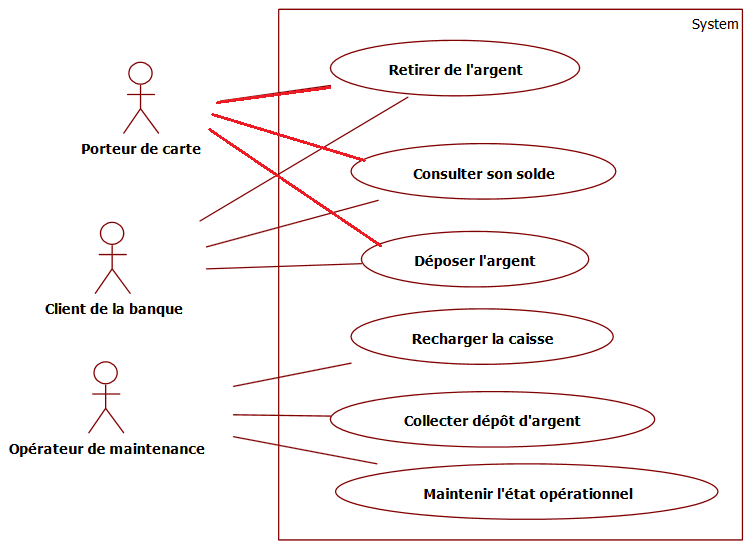 System
Retirer de l'argent
Porteur de carte
Consulter son solde
Déposer l'argent
Client de la banque
Recharger la caisse
Collecter dépôt d'argent
Opérateur de maintenance
Maintenir l'état opérationnel